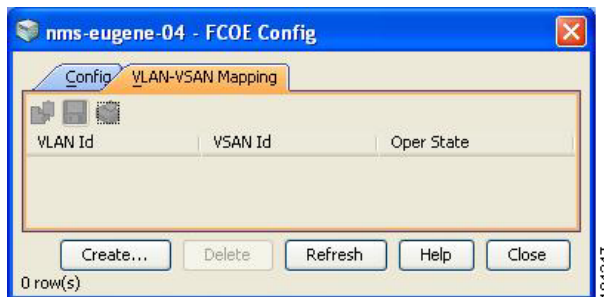 nms-eugene-04 - FCOE Config
Config VLAN-VSAN Mapping
VLAN Id VSAN Id Oper State
Create... Delete Refresh Help Close
0 row(s)